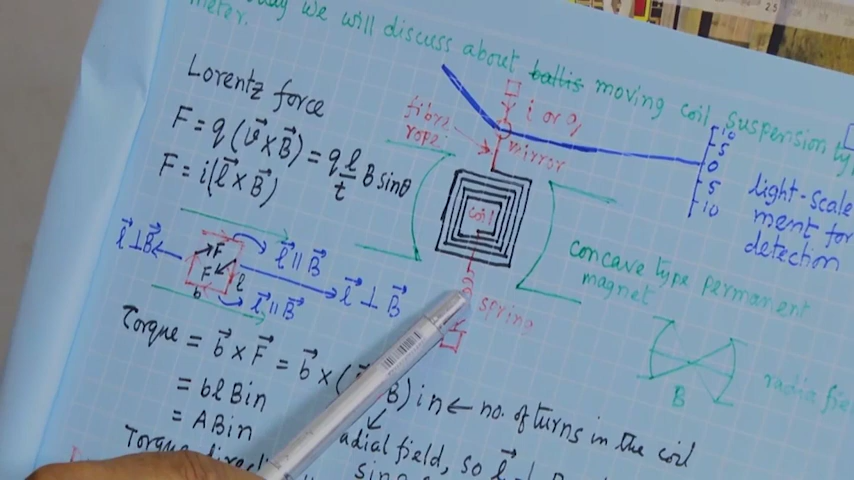 we will discuss about ballis moving coil suspension
meter.
Lorentz force
F = q(v⃗ x B⃗) = q l/t B sinθ
F = i(l⃗ x B⃗)
fibre
rope
i or q
mirror
coil
spring
10
5
0
5
10
light-scale
ment for
detection
concave type permanent
magnet
B
l⃗ ⊥ B⃗
F
F
l
b
l⃗ || B⃗
l⃗ || B⃗
l⃗ ⊥ B⃗
Torque = b⃗ x F⃗ = b⃗ x ( B) in ← no. of turns in the coil
= blBin
= ABin
adial field, so l⃗ ⊥
Torque